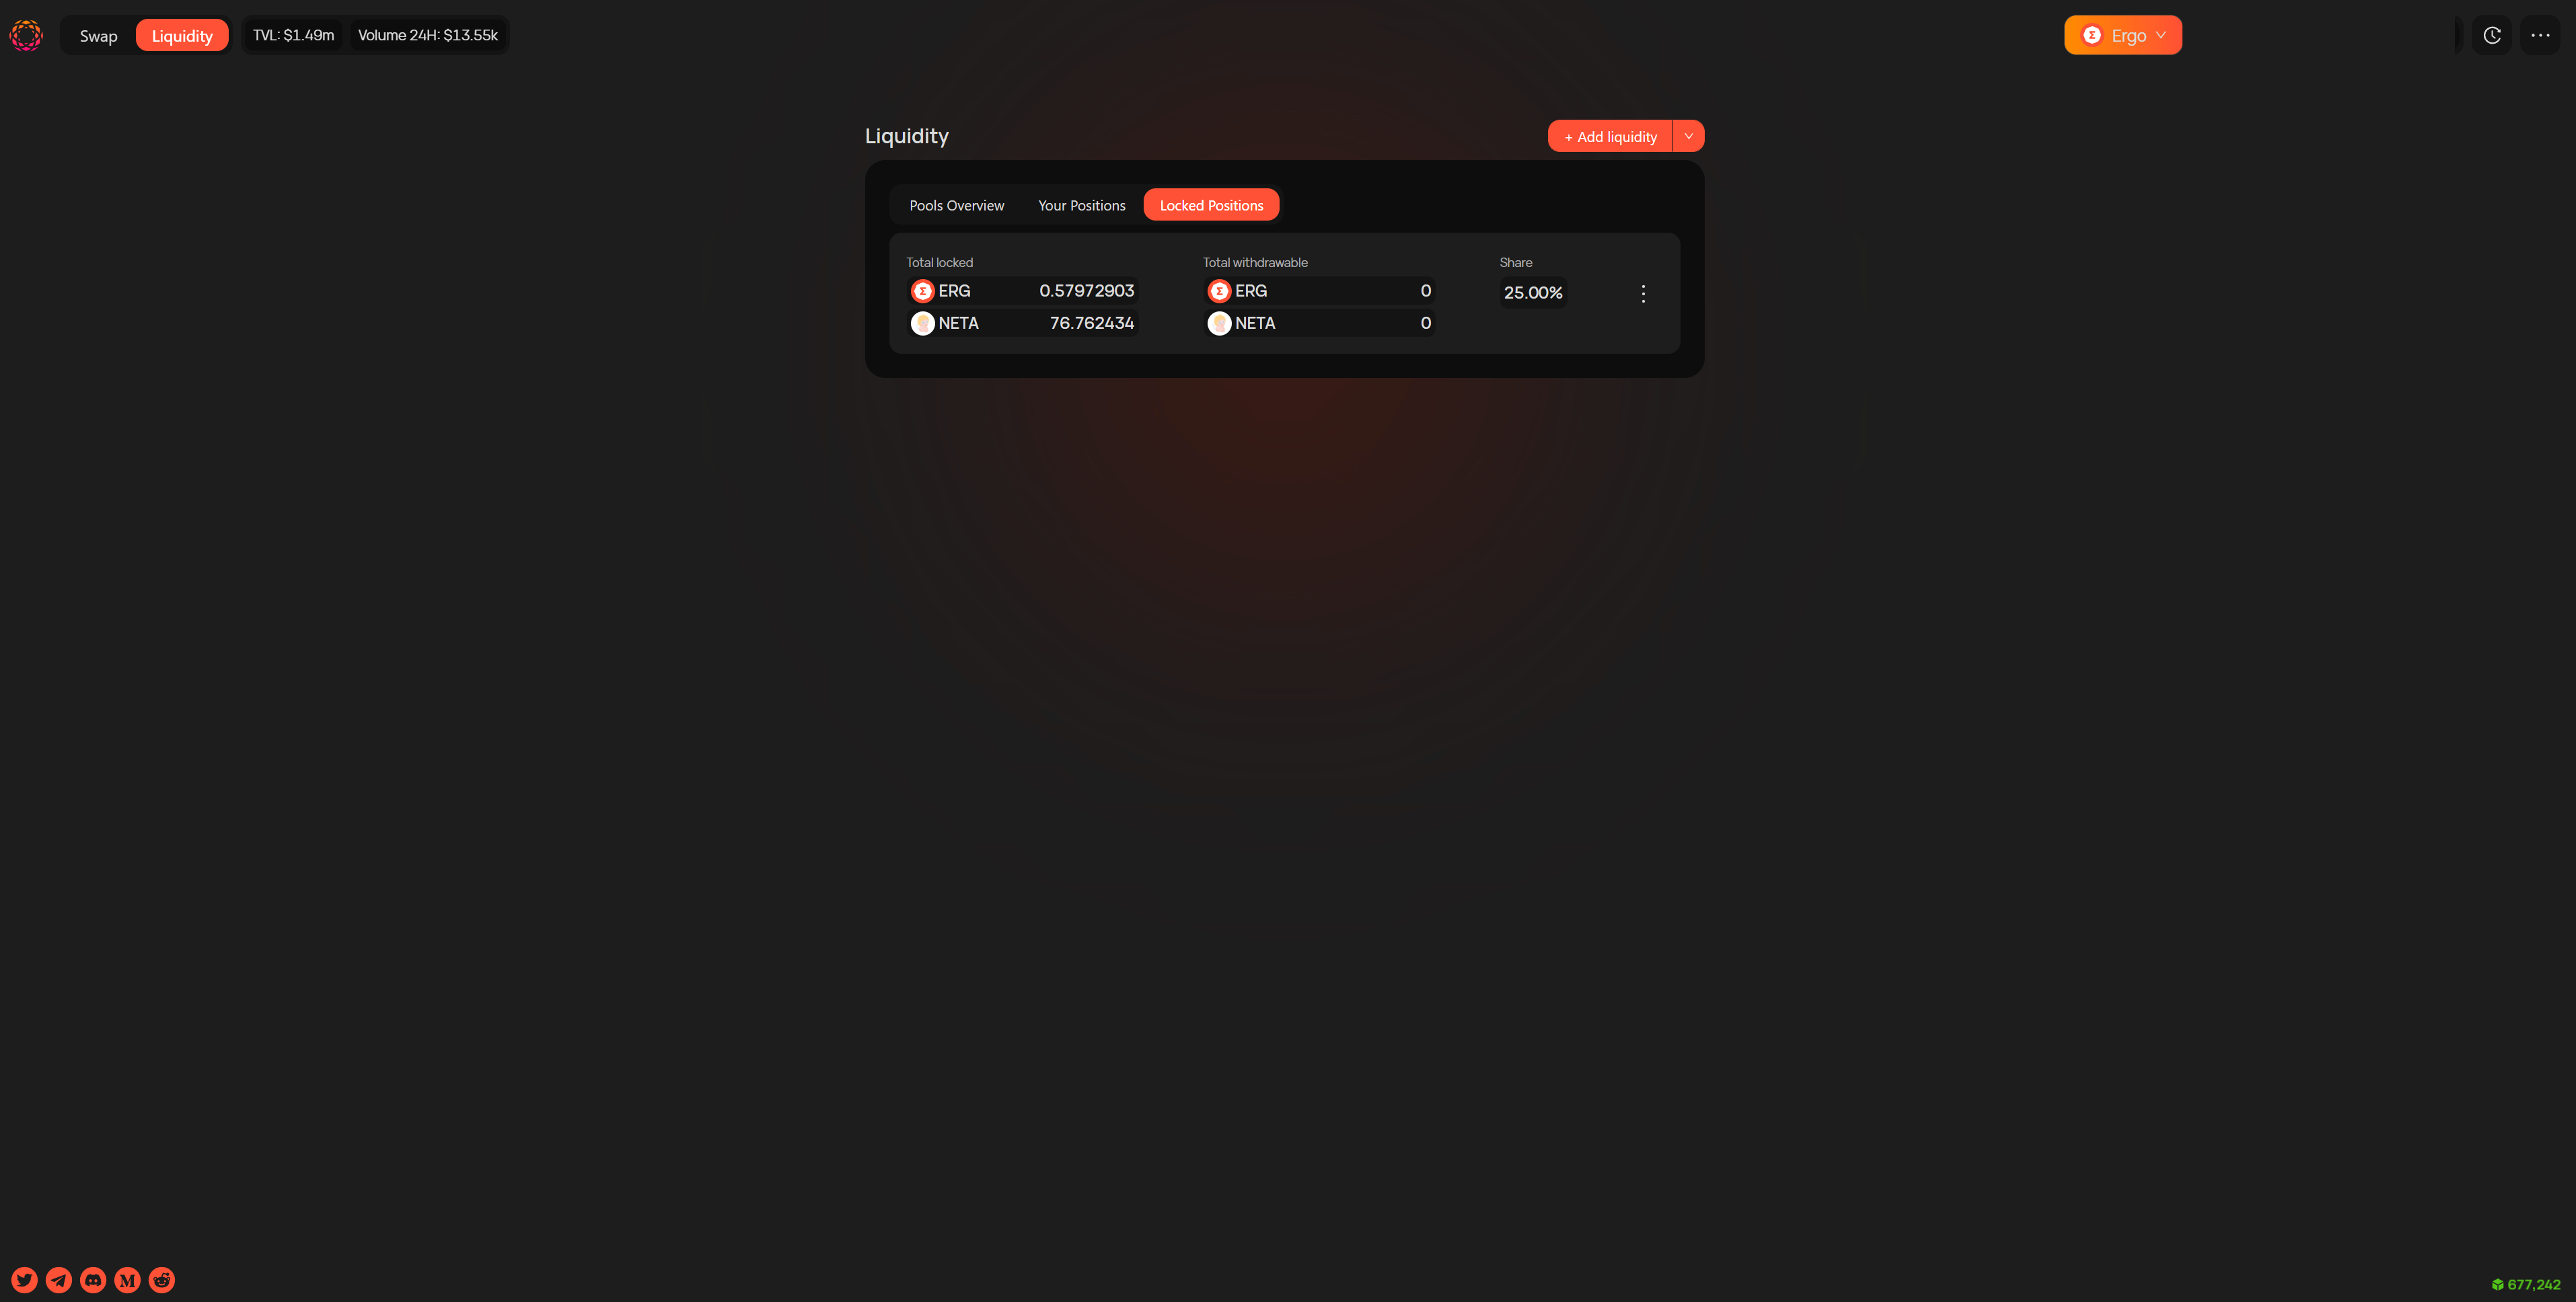 Swap Liquidity TVL: $1.49m Volume 24H: $13.55k Σ Ergo
Liquidity + Add liquidity
Pools Overview Your Positions Locked Positions
Total locked Total withdrawable Share
Σ ERG 0.57972903 Σ ERG 0 25.00%
NETA 76.762434 NETA 0
M 677,242